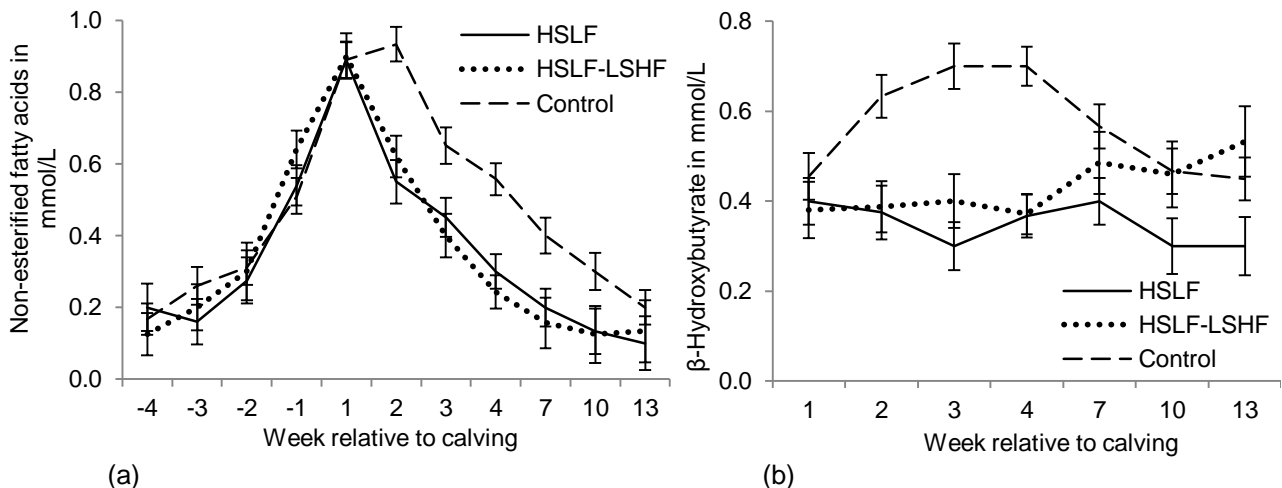 Non-esterified fatty acids in
mmol/L
1.0
0.8
0.6
0.4
0.2
0.0
HSLF
HSLF-LSHF
Control
-4 -3 -2 -1 1 2 3 4 7 10 13
Week relative to calving
(a)
β-Hydroxybutyrate in mmol/L
0.8
0.6
0.4
0.2
0.0
HSLF
HSLF-LSHF
Control
1 2 3 4 7 10 13
Week relative to calving
(b)